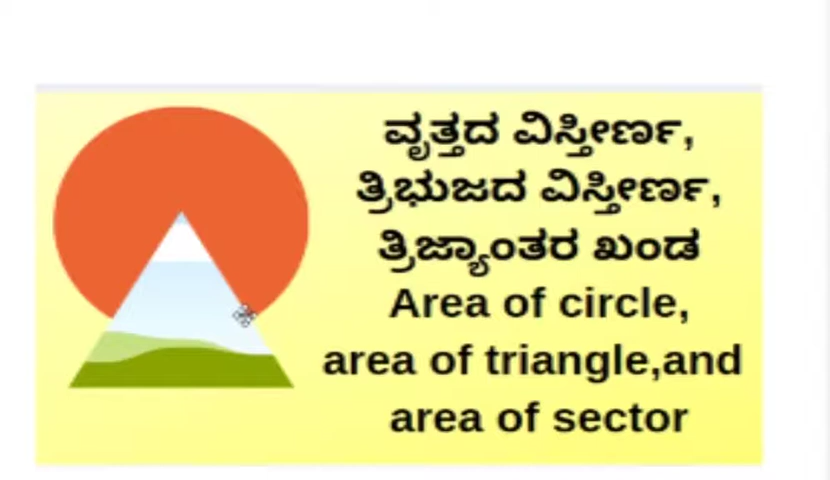 ವೃತ್ತದ ವಿಸ್ತೀರ್ಣ,
ತ್ರಿಭುಜದ ವಿಸ್ತೀರ್ಣ,
ತ್ರಿಜ್ಯಾಂತರ ಖಂಡ
Area of circle,
area of triangle,and
area of sector